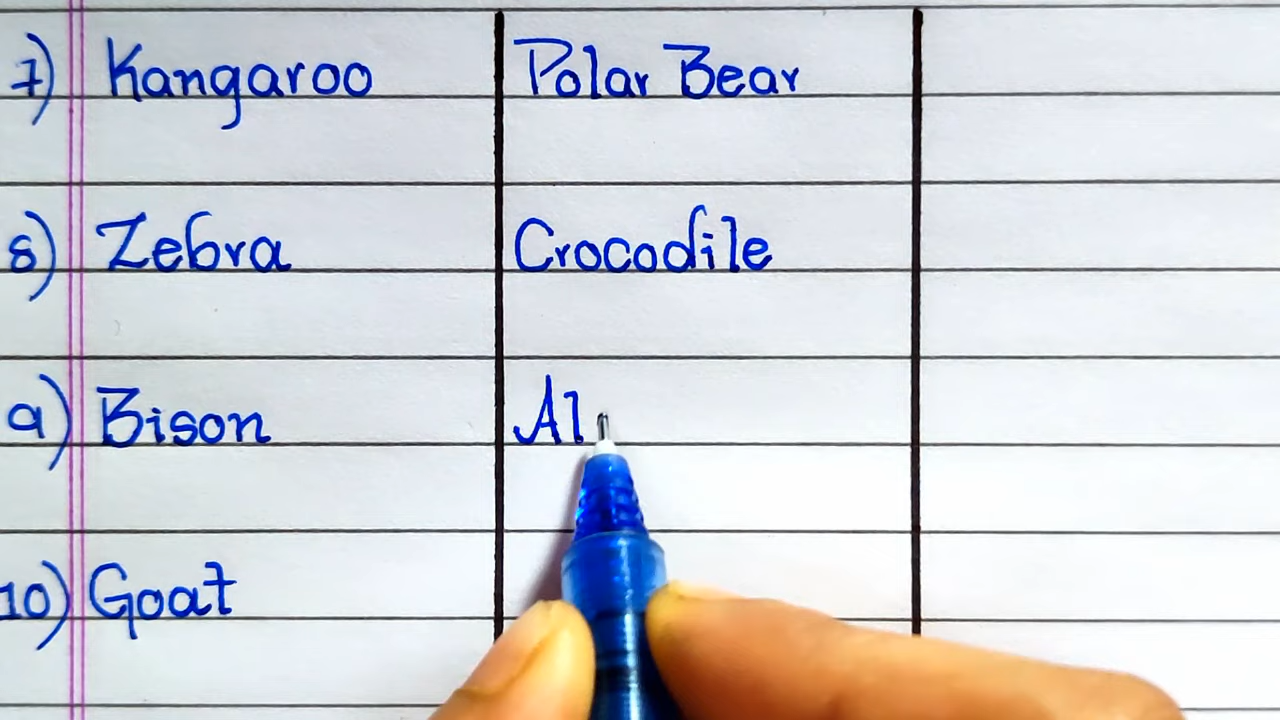 7) Kangaroo Polar Bear
8) Zebra Crocodile
9) Bison Al
10) Goat